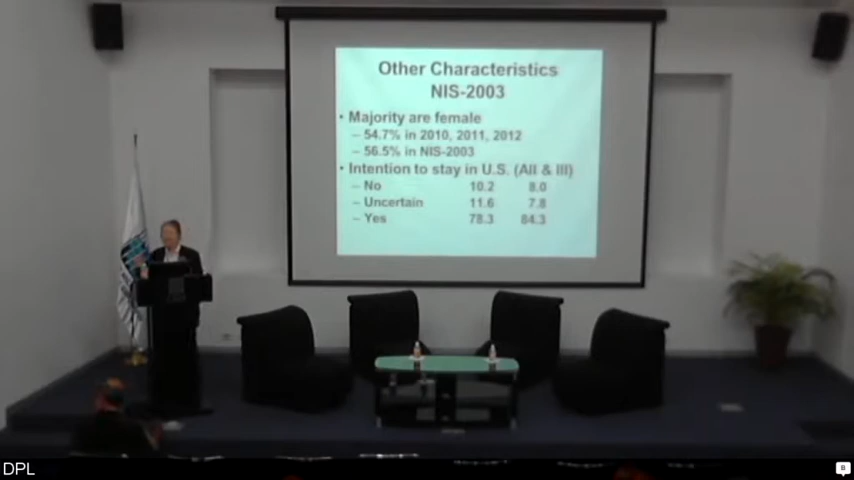 Other Characteristics
NIS-2003
• Majority are female
– 54.7% in 2010, 2011, 2012
– 56.5% in NIS-2003
• Intention to stay in U.S. (All & III)
– No 10.2 8.0
– Uncertain 11.6 7.8
– Yes 78.3 84.3
DPL